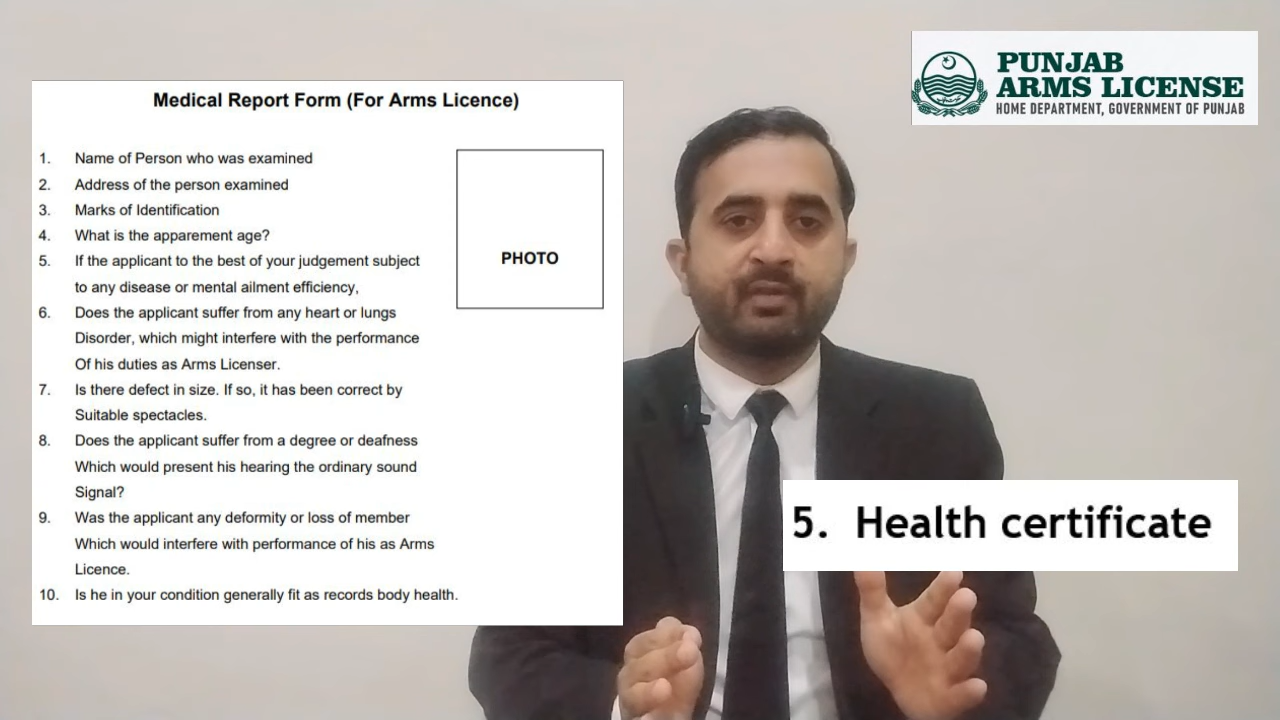 Medical Report Form (For Arms Licence)
1. Name of Person who was examined
2. Address of the person examined
3. Marks of Identification
4. What is the apparement age?
5. If the applicant to the best of your judgement subject
to any disease or mental ailment efficiency,
6. Does the applicant suffer from any heart or lungs
Disorder, which might interfere with the performance
Of his duties as Arms Licenser.
7. Is there defect in size. If so, it has been correct by
Suitable spectacles.
8. Does the applicant suffer from a degree or deafness
Which would present his hearing the ordinary sound
Signal?
9. Was the applicant any deformity or loss of member
Which would interfere with performance of his as Arms
Licence.
10. Is he in your condition generally fit as records body health.
PHOTO
PUNJAB
ARMS LICENSE
HOME DEPARTMENT, GOVERNMENT OF PUNJAB
5. Health certificate